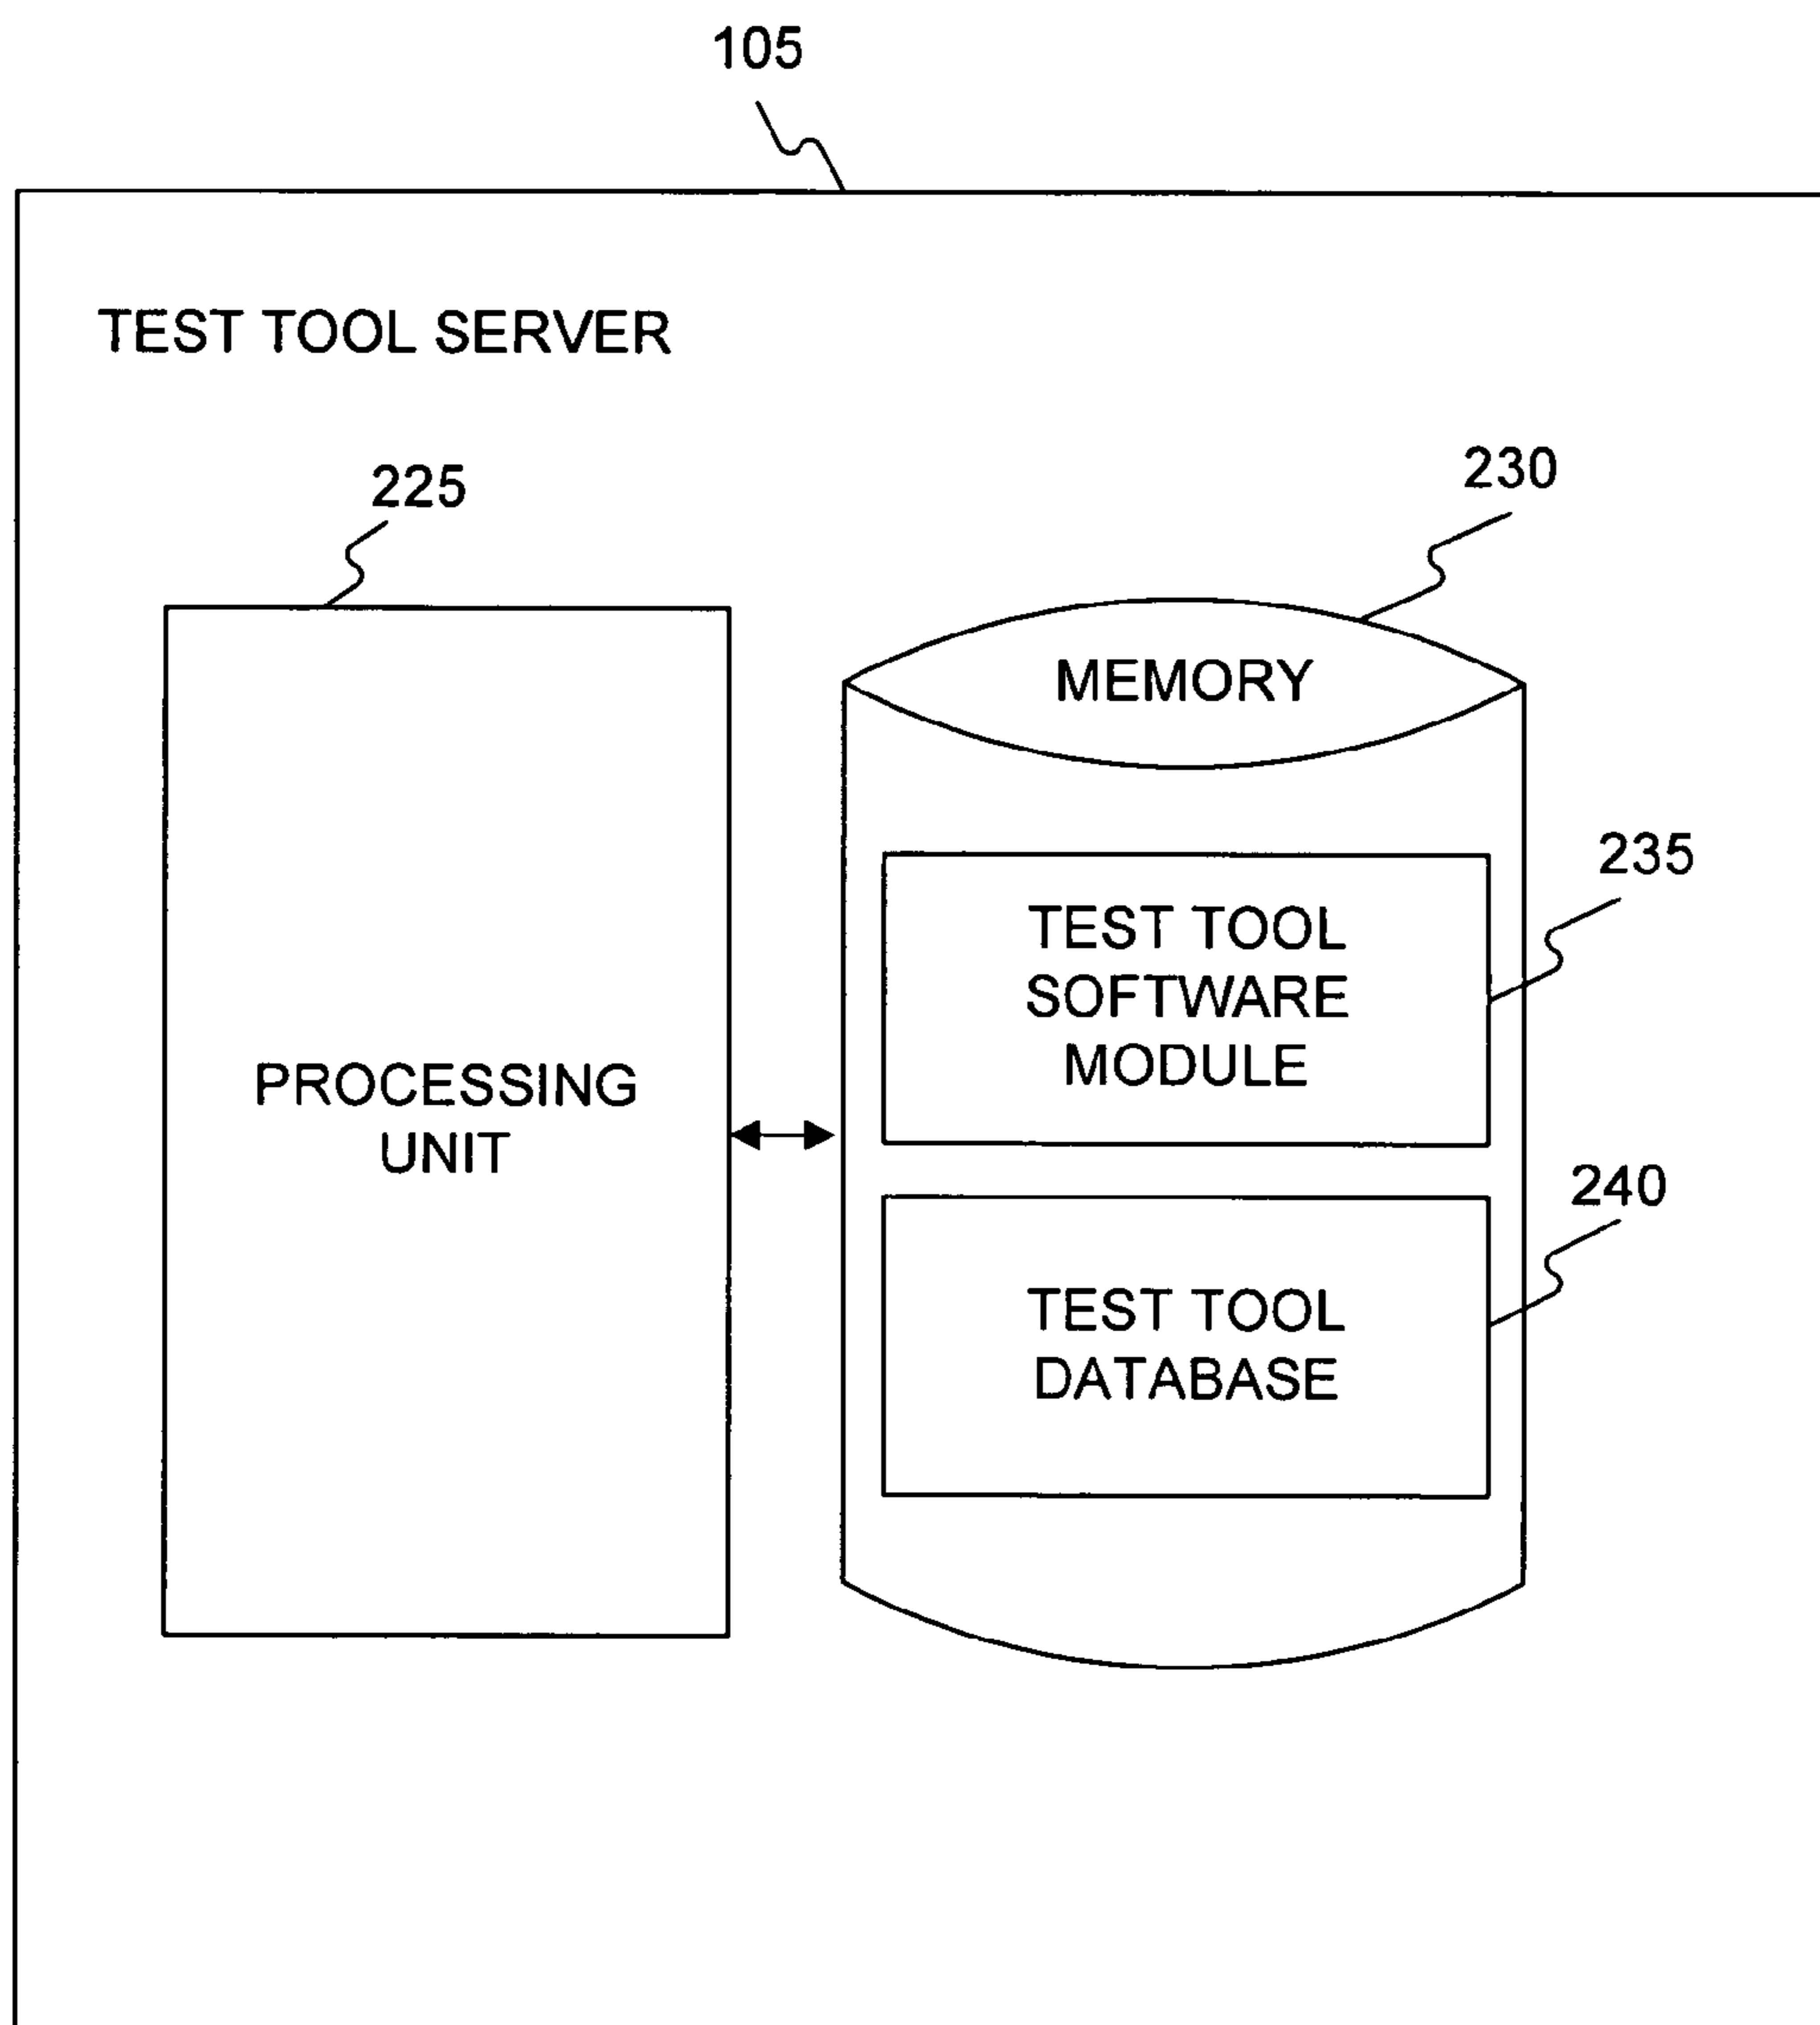 105
TEST TOOL SERVER
225
230
MEMORY
235
TEST TOOL
SOFTWARE
MODULE
PROCESSING
UNIT
240
TEST TOOL
DATABASE